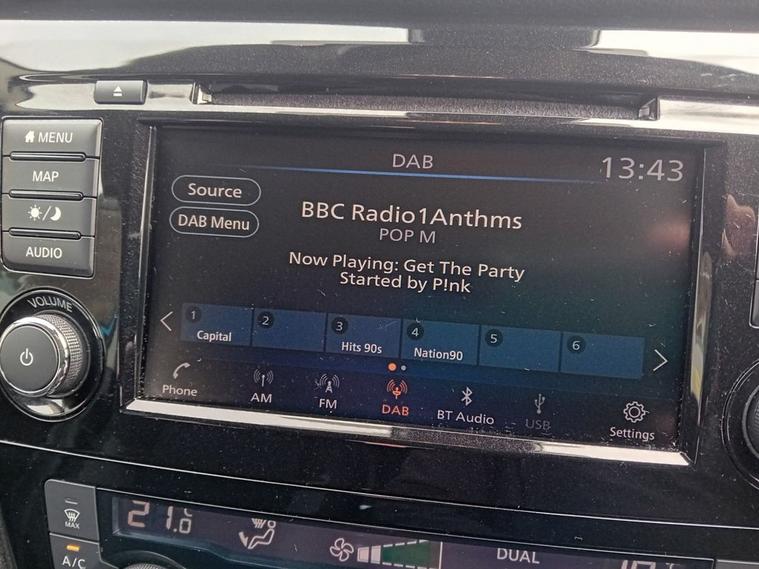 MENU
MAP
AUDIO
VOLUME
DAB
13:43
Source
DAB Menu
BBC Radio1Anthms
POP M
Now Playing: Get The Party
Started by P!nk
1
Capital
2
3
Hits 90s
4
Nation90
5
6
Phone
AM
FM
DAB
BT Audio
USB
Settings
MAX
A/C
21.0
DUAL